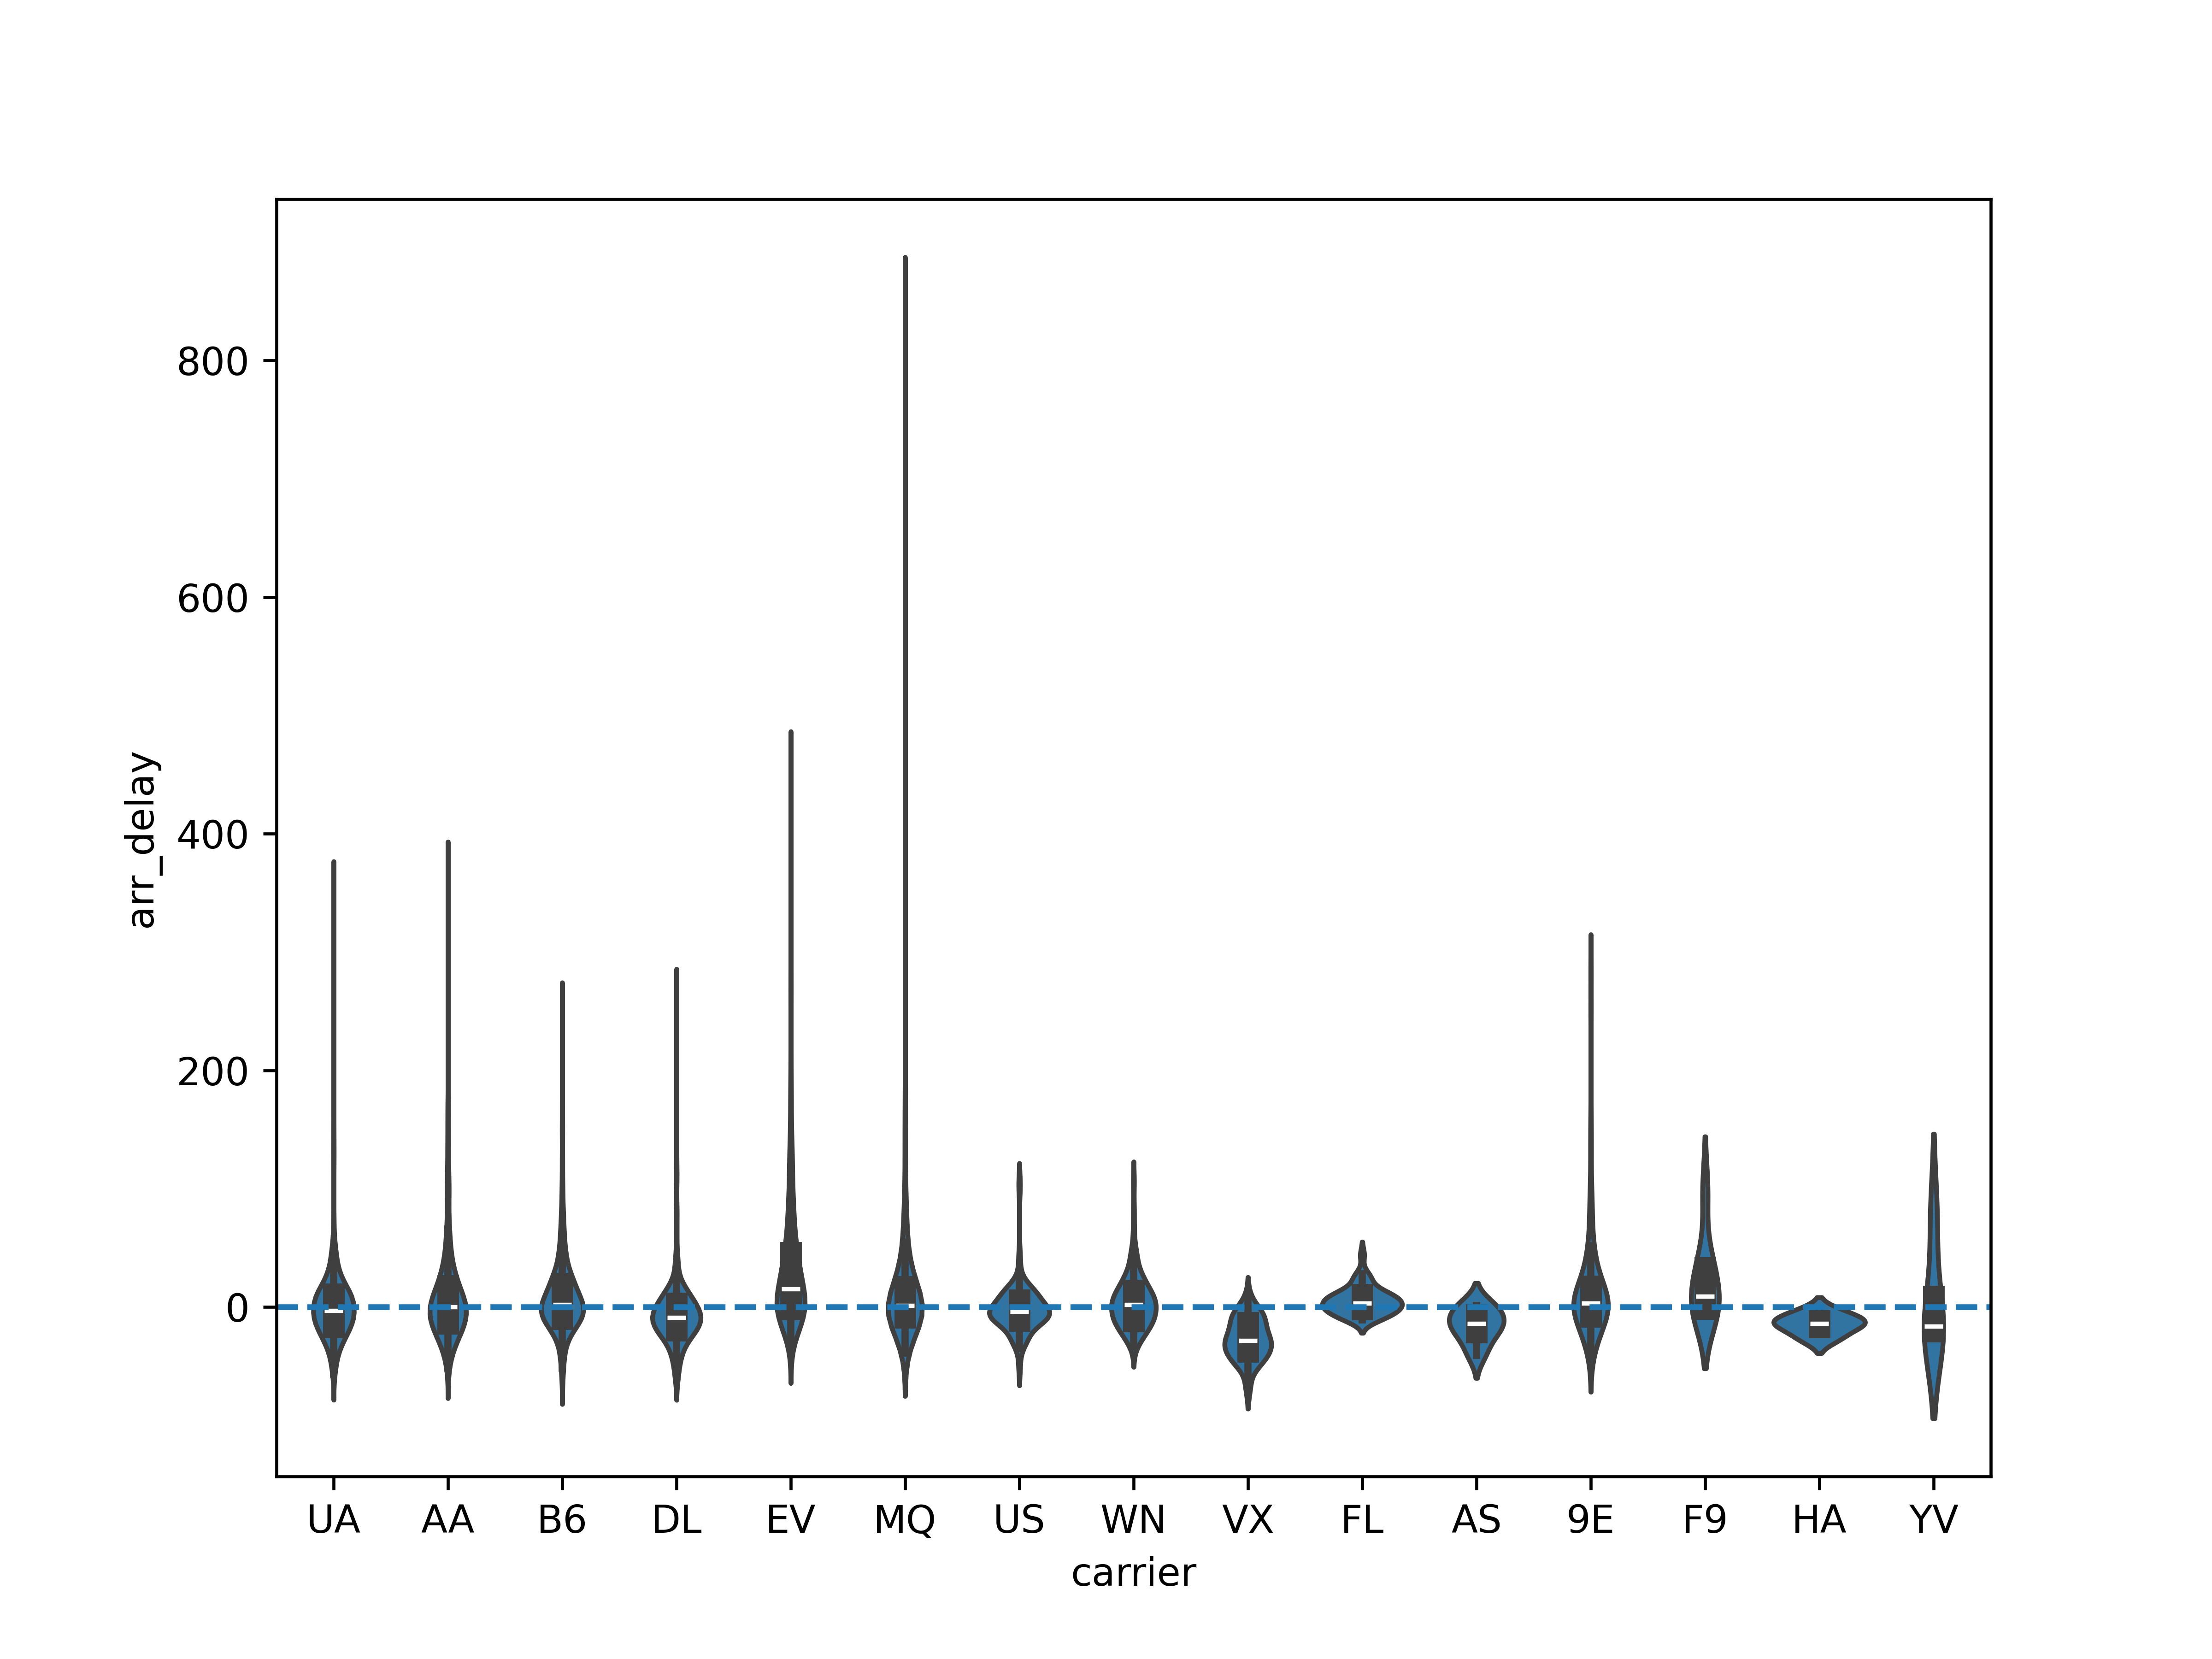 800
600
400
200
0
arr_delay
UA AA B6 DL EV MQ US WN VX FL AS 9E F9 HA YV
carrier